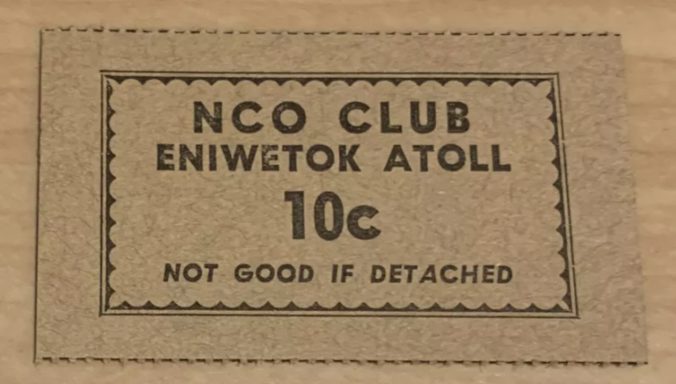 NCO CLUB
ENIWETOK ATOLL
10c
NOT GOOD IF DETACHED